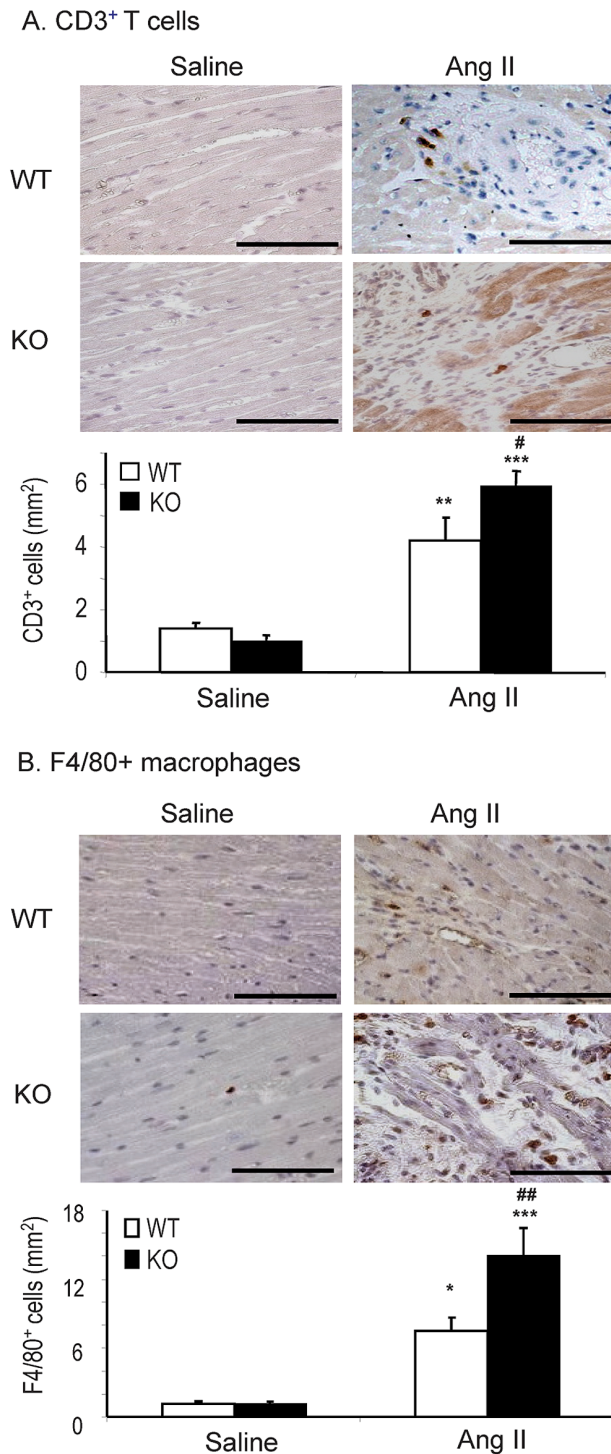 A. CD3⁺ T cells
Saline Ang II
WT
KO
CD3⁺ cells (mm²)
6
4
2
0
WT
KO
**
#
***
Saline Ang II
B. F4/80+ macrophages
Saline Ang II
WT
KO
F4/80⁺ cells (mm²)
18
12
6
0
WT
KO
*
##
***
Saline Ang II